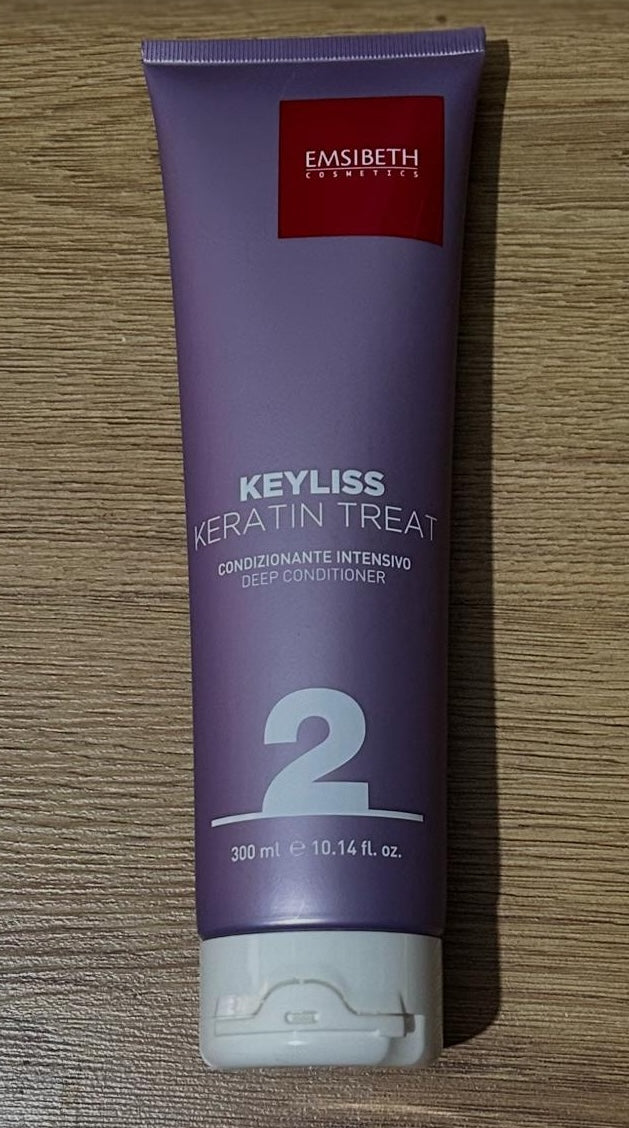 EMSIBETH
COSMETICS
KEYLISS
KERATIN TREAT
CONDIZIONANTE INTENSIVO
DEEP CONDITIONER
2
300 ml ℮ 10.14 fl. oz.